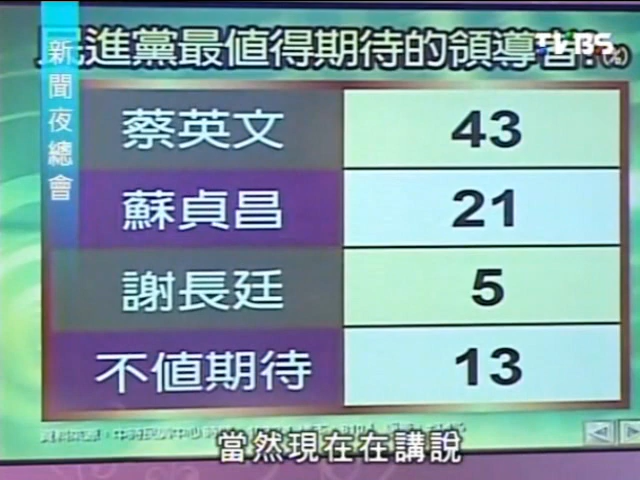 新聞夜總會
民進黨最值得期待的領導者?(%)
TVBS
蔡英文 43
蘇貞昌 21
謝長廷 5
不值期待 13
當然現在在講說